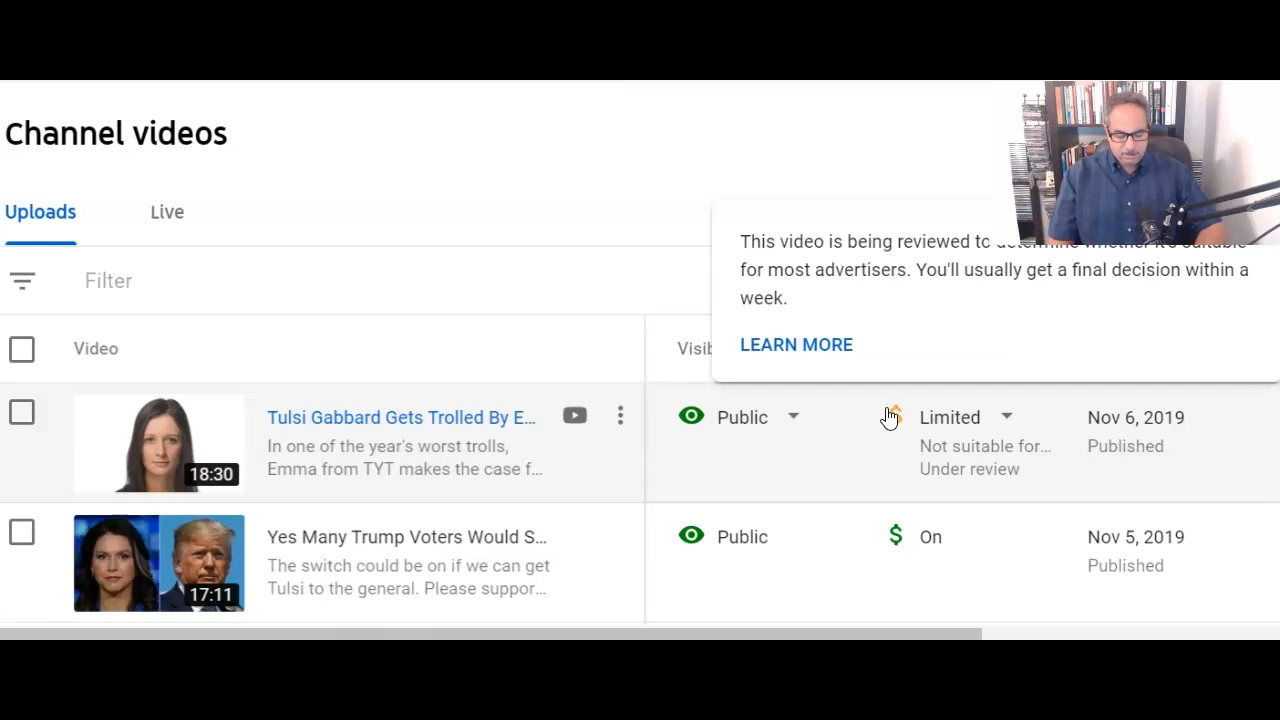 Channel videos
Uploads
Live
This video is being reviewed to determine whether it's suitable
for most advertisers. You'll usually get a final decision within a
week.
LEARN MORE
Filter
Video
Visib
Tulsi Gabbard Gets Trolled By E...
In one of the year's worst trolls,
Emma from TYT makes the case f...
18:30
Public
Limited
Not suitable for...
Under review
Nov 6, 2019
Published
Yes Many Trump Voters Would S...
The switch could be on if we can get
Tulsi to the general. Please suppor...
17:11
Public
$ On
Nov 5, 2019
Published